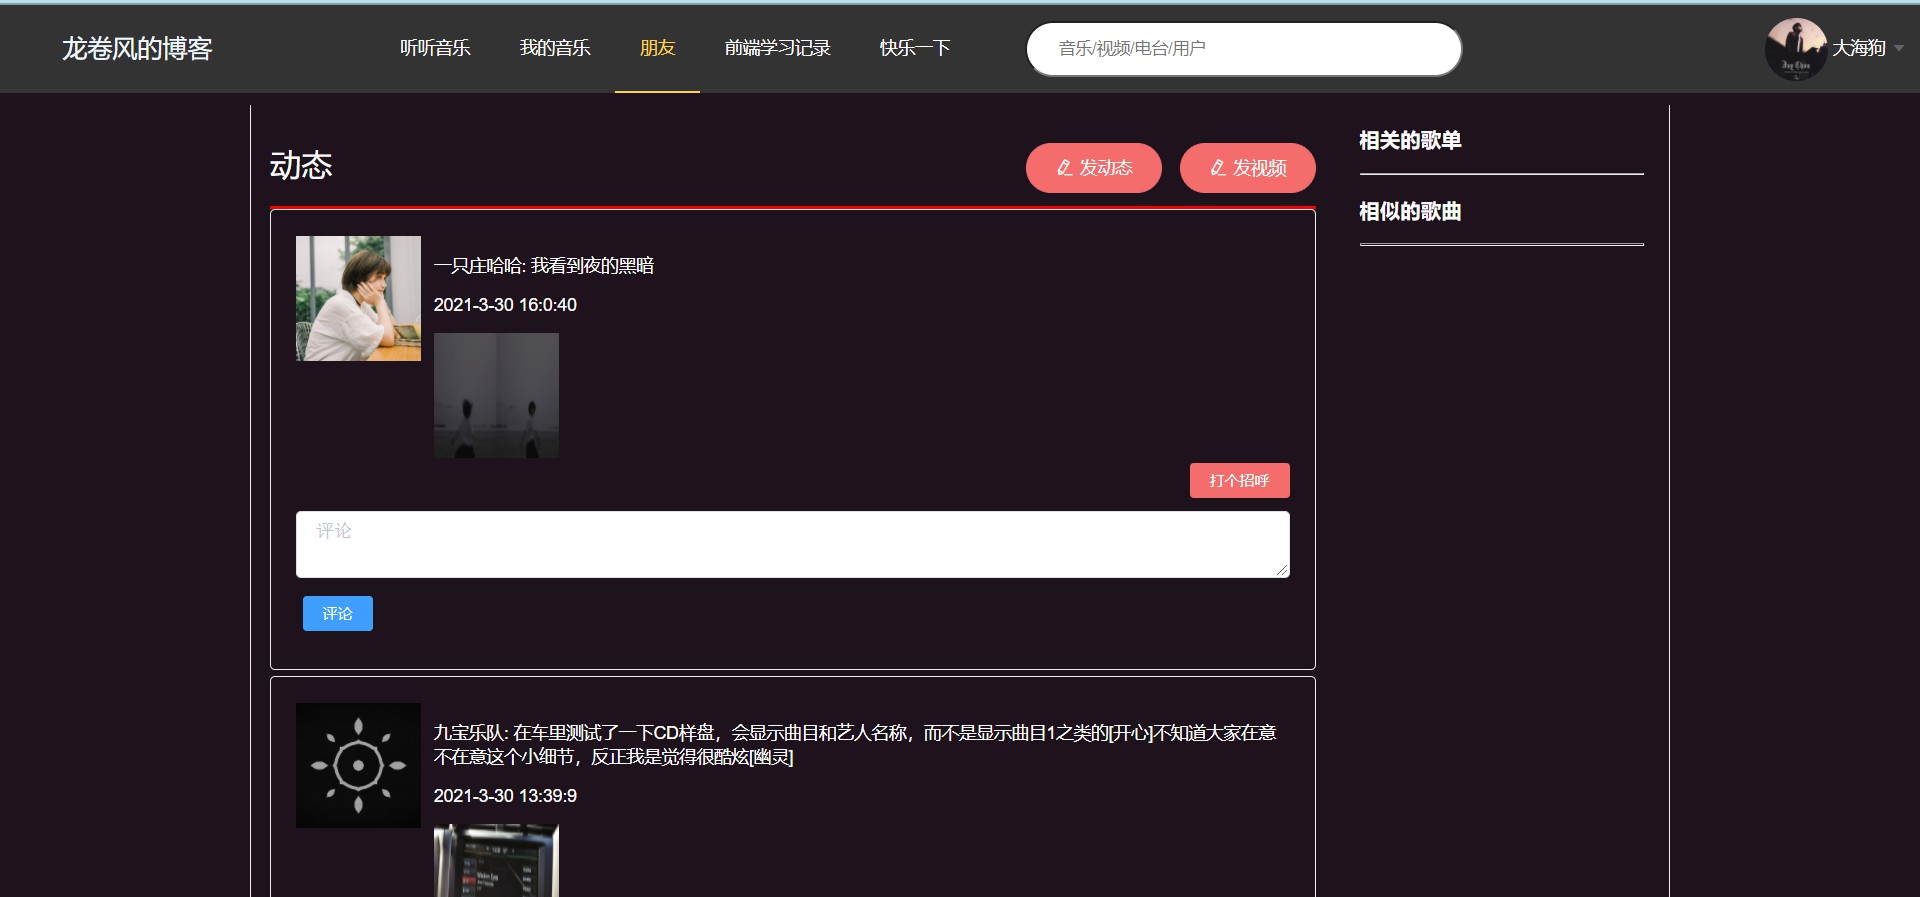 龙卷风的博客
听听音乐
我的音乐
朋友
前端学习记录
快乐一下
音乐/视频/电台/用户
大海狗
动态
发动态
发视频
相关的歌单
相似的歌曲
一只庄哈哈: 我看到夜的黑暗
2021-3-30 16:0:40
打个招呼
评论
评论
九宝乐队: 在车里测试了一下CD样盘，会显示曲目和艺人名称，而不是显示曲目1之类的[开心]不知道大家在意
不在意这个小细节，反正我是觉得很酷炫[幽灵]
2021-3-30 13:39:9